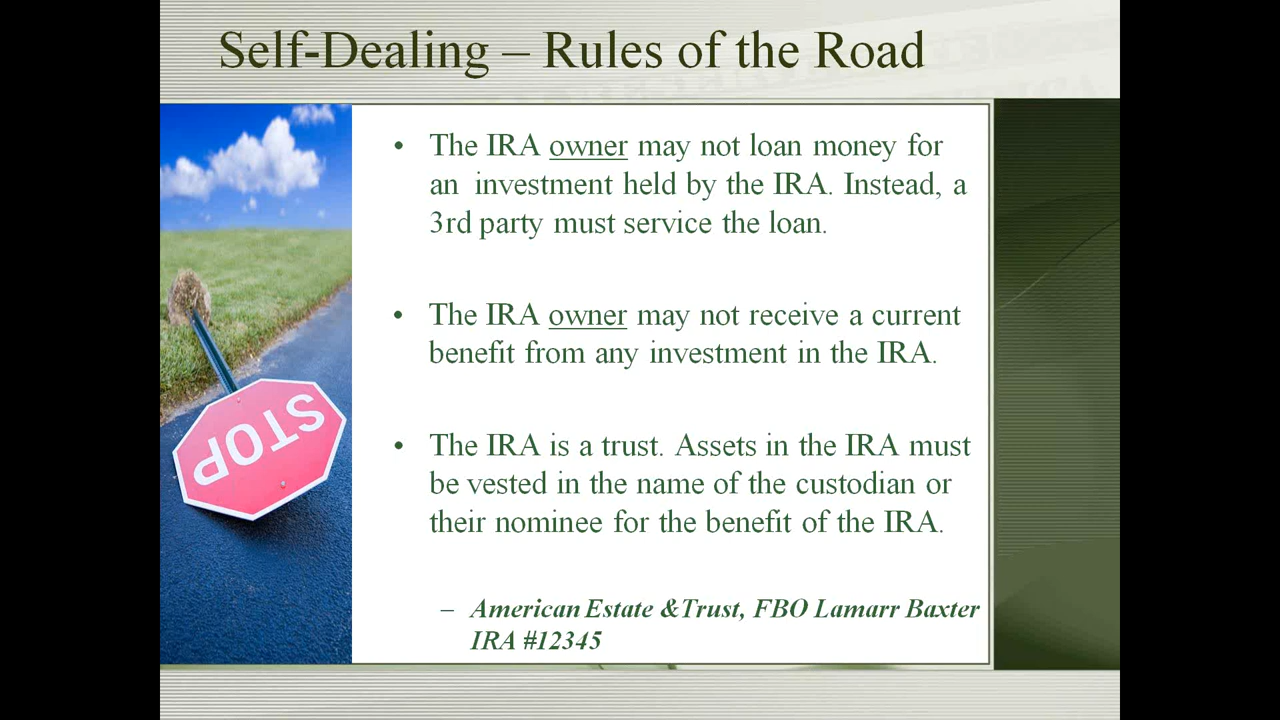 Self-Dealing – Rules of the Road
• The IRA owner may not loan money for
an investment held by the IRA. Instead, a
3rd party must service the loan.
• The IRA owner may not receive a current
benefit from any investment in the IRA.
• The IRA is a trust. Assets in the IRA must
be vested in the name of the custodian or
their nominee for the benefit of the IRA.
– American Estate &Trust, FBO Lamarr Baxter
IRA #12345
STOP